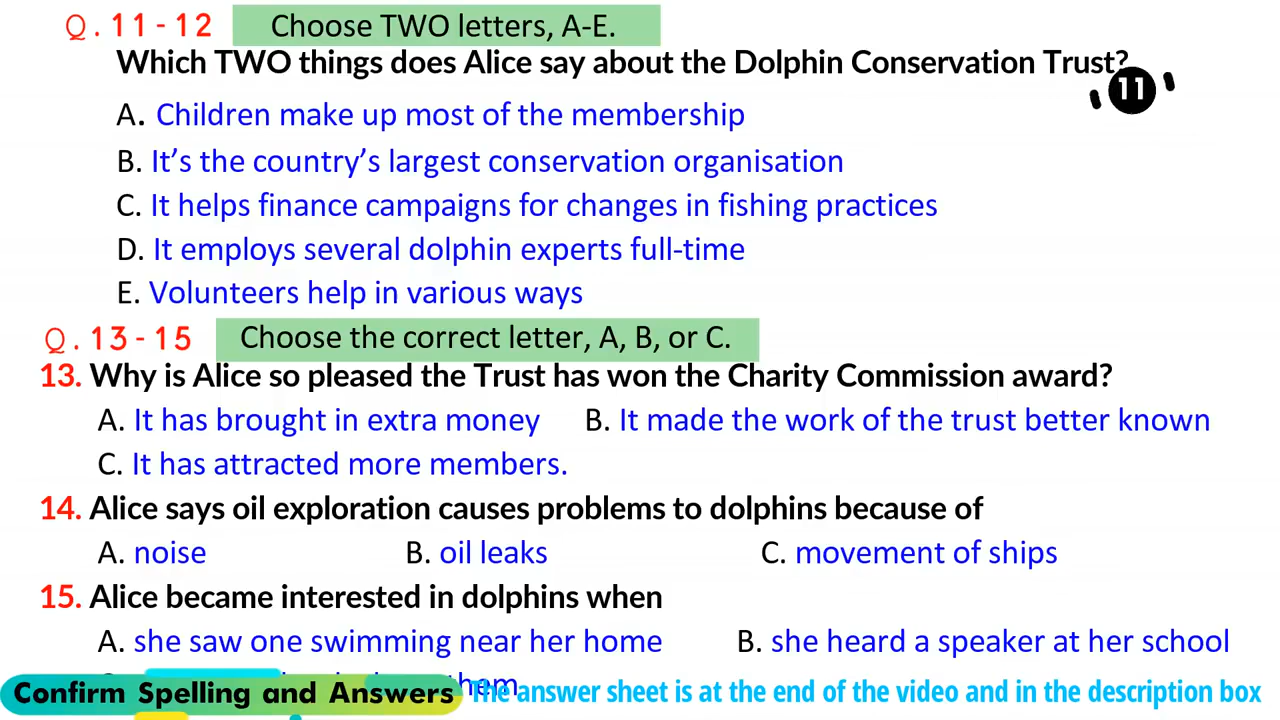 Q. 11-12 Choose TWO letters, A-E.
Which TWO things does Alice say about the Dolphin Conservation Trust?
11
A. Children make up most of the membership
B. It’s the country’s largest conservation organisation
C. It helps finance campaigns for changes in fishing practices
D. It employs several dolphin experts full-time
E. Volunteers help in various ways
Q. 13-15 Choose the correct letter, A, B, or C.
13. Why is Alice so pleased the Trust has won the Charity Commission award?
A. It has brought in extra money B. It made the work of the trust better known
C. It has attracted more members.
14. Alice says oil exploration causes problems to dolphins because of
A. noise B. oil leaks C. movement of ships
15. Alice became interested in dolphins when
A. she saw one swimming near her home B. she heard a speaker at her school
them
Confirm Spelling and Answers The answer sheet is at the end of the video and in the description box